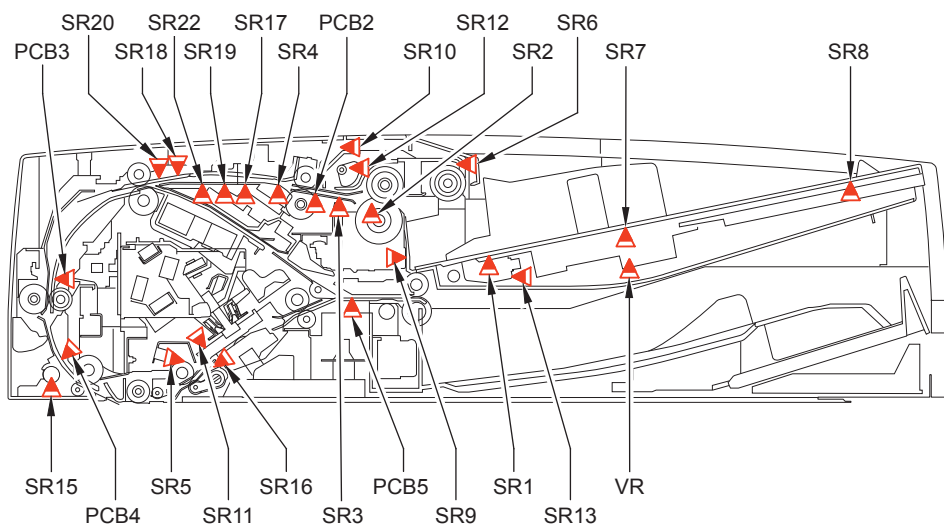 SR20 SR22 SR17 PCB2 SR12 SR6
PCB3 SR18 SR19 SR4 SR10 SR2 SR7 SR8
SR15 SR5 SR16 PCB5 SR1 VR
PCB4 SR11 SR3 SR9 SR13